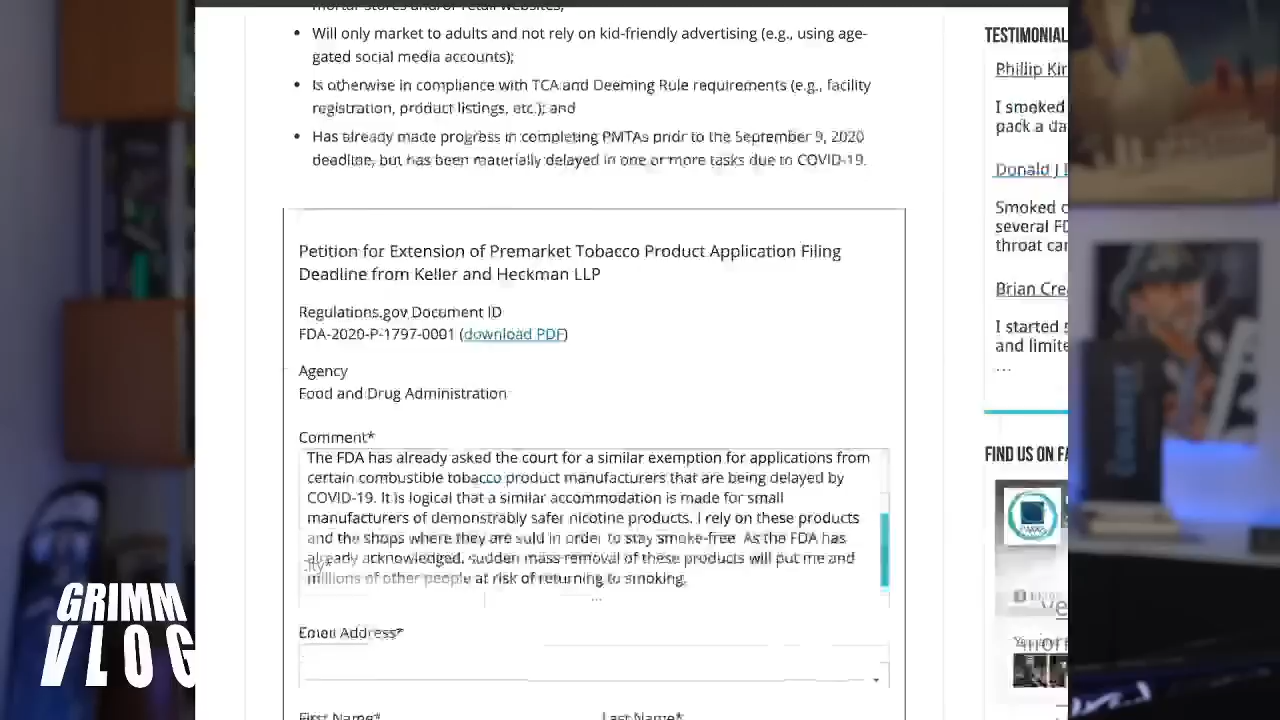 mortar stores and/or retail websites;
Will only market to adults and not rely on kid-friendly advertising (e.g., using age-
gated social media accounts);
Is otherwise in compliance with TCA and Deeming Rule requirements (e.g., facility
registration, product listings, etc.); and
Has already made progress in completing PMTAs prior to the September 9, 2020
deadline, but has been materially delayed in one or more tasks due to COVID-19.
Petition for Extension of Premarket Tobacco Product Application Filing
Deadline from Keller and Heckman LLP
Regulations.gov Document ID
FDA-2020-P-1797-0001 (download PDF)
Agency
Food and Drug Administration
Comment*
The FDA has already asked the court for a similar exemption for applications from
certain combustible tobacco product manufacturers that are being delayed by
COVID-19. It is logical that a similar accommodation is made for small
manufacturers of demonstrably safer nicotine products. I rely on these products
and the shops where they are sold in order to stay smoke-free. As the FDA has
already acknowledged, sudden mass removal of these products will put me and
millions of other people at risk of returning to smoking.
Email Address*
First Name*
Last Name*
TESTIMONIAL
Phillip Kir
I smoked
pack a da
Donald J
Smoked
several FD
throat can
Brian Crea
I started
and limite
...
FIND US ON FA
GRIMM
VLOG